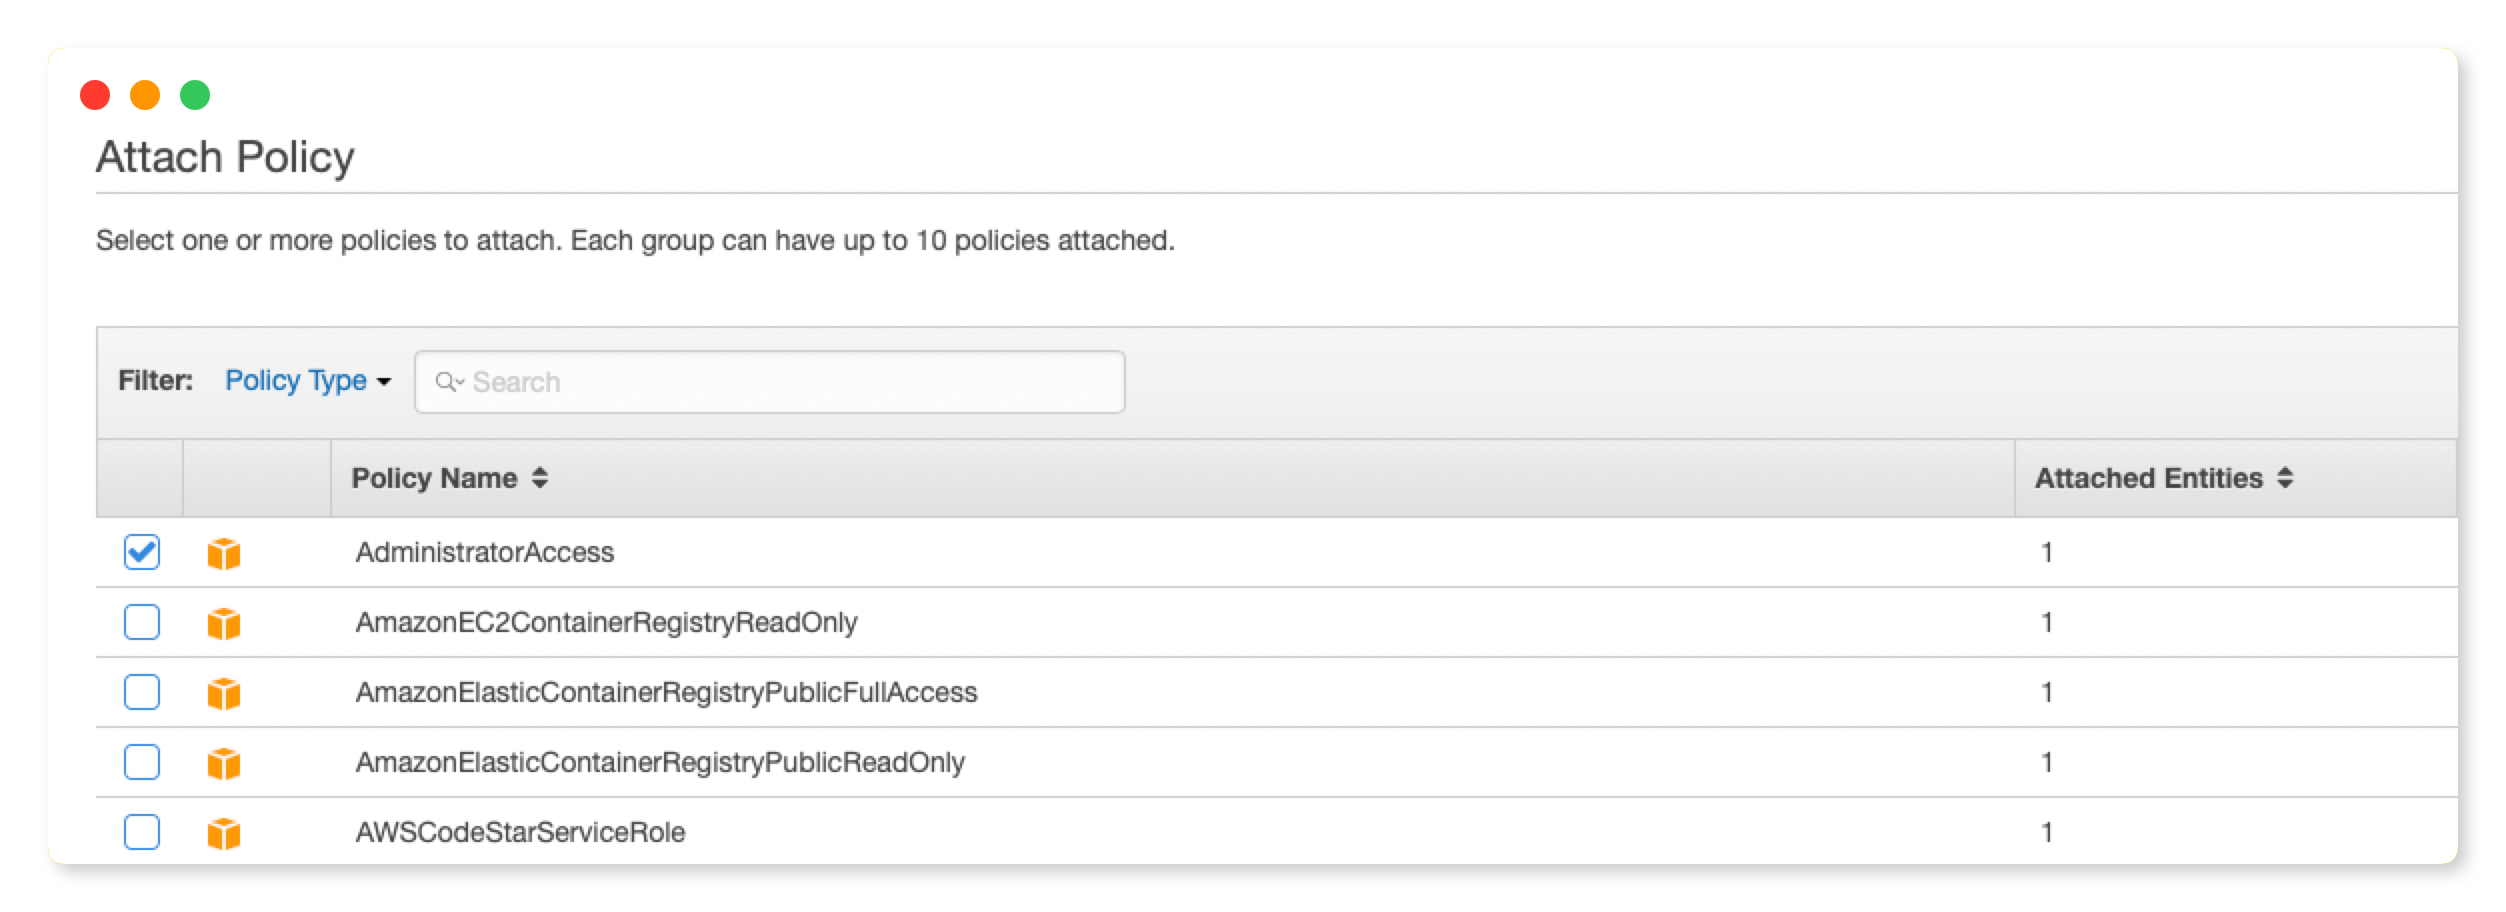 Attach Policy
Select one or more policies to attach. Each group can have up to 10 policies attached.
Filter: Policy Type Search
Policy Name Attached Entities
AdministratorAccess 1
AmazonEC2ContainerRegistryReadOnly 1
AmazonElasticContainerRegistryPublicFullAccess 1
AmazonElasticContainerRegistryPublicReadOnly 1
AWSCodeStarServiceRole 1